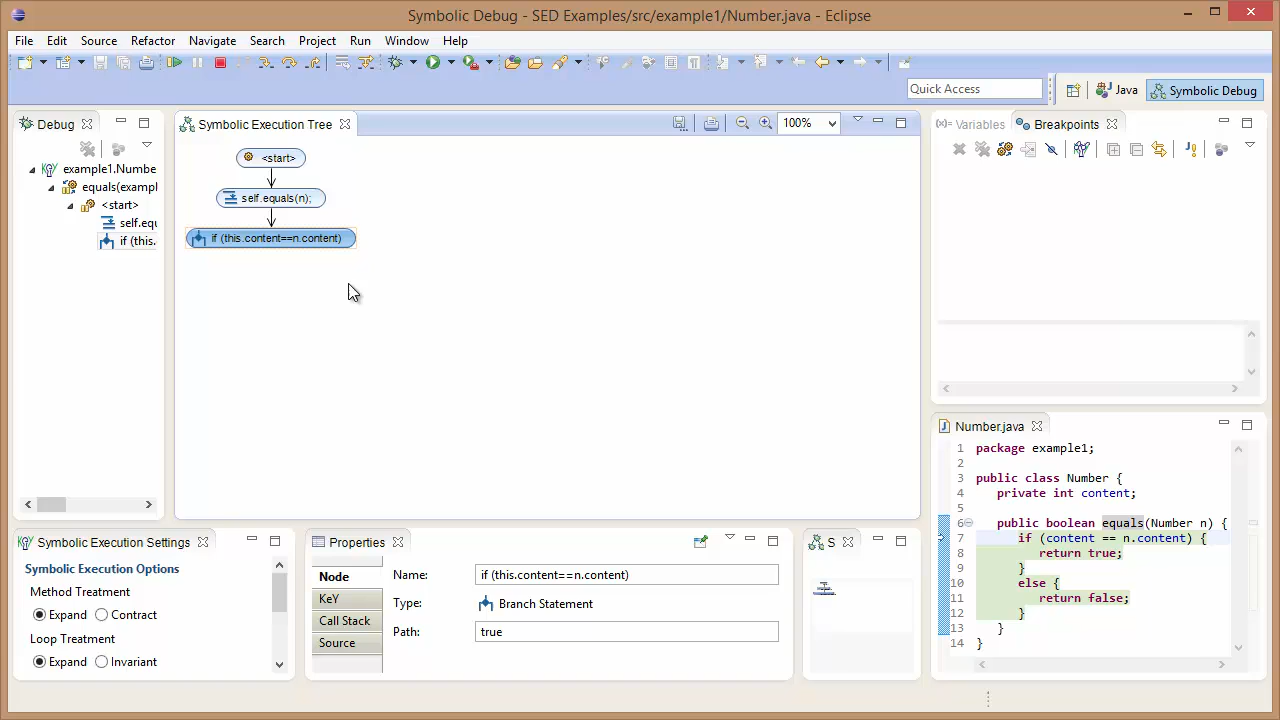 Symbolic Debug - SED Examples/src/example1/Number.java - Eclipse
File Edit Source Refactor Navigate Search Project Run Window Help
Quick Access
Java
Symbolic Debug
Debug
example1.Numbe
equals(exampl
<start>
self.eq
if (this.
Symbolic Execution Tree
100%
<start>
self.equals(n);
if (this.content==n.content)
Variables
Breakpoints
Number.java
1 package example1;
2
3 public class Number {
4 private int content;
5
6 public boolean equals(Number n) {
7 if (content == n.content) {
8 return true;
9 }
10 else {
11 return false;
12 }
13 }
14 }
Symbolic Execution Settings
Symbolic Execution Options
Method Treatment
Expand Contract
Loop Treatment
Expand Invariant
Properties
Node
KeY
Call Stack
Source
Name: if (this.content==n.content)
Type: Branch Statement
Path: true
S